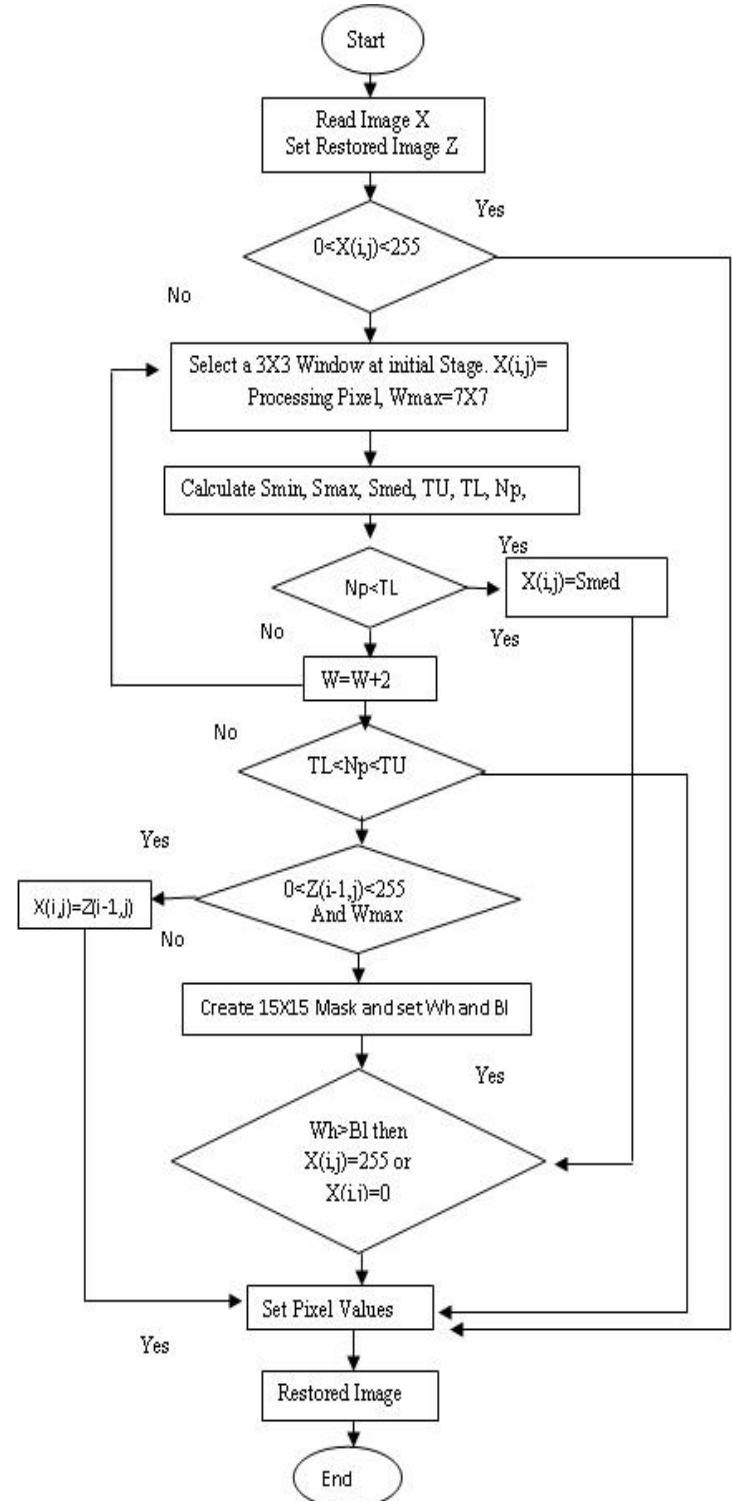 Start
Read Image X
Set Restored Image Z
Yes
0<X(i,j)<255
No
Select a 3X3 Window at initial Stage. X(i,j)=
Processing Pixel, Wmax=7X7
Calculate Smin, Smax, Smed, TU, TL, Np,
Yes
Np<TL
X(i,j)=Smed
No
Yes
W=W+2
No
TL<Np<TU
Yes
0<Z(i-1,j)<255
And Wmax
X(i,j)=Z(i-1,j)
No
Create 15X15 Mask and set Wh and Bl
Yes
Wh>Bl then
X(i,j)=255 or
X(i,j)=0
Set Pixel Values
Yes
Restored Image
End